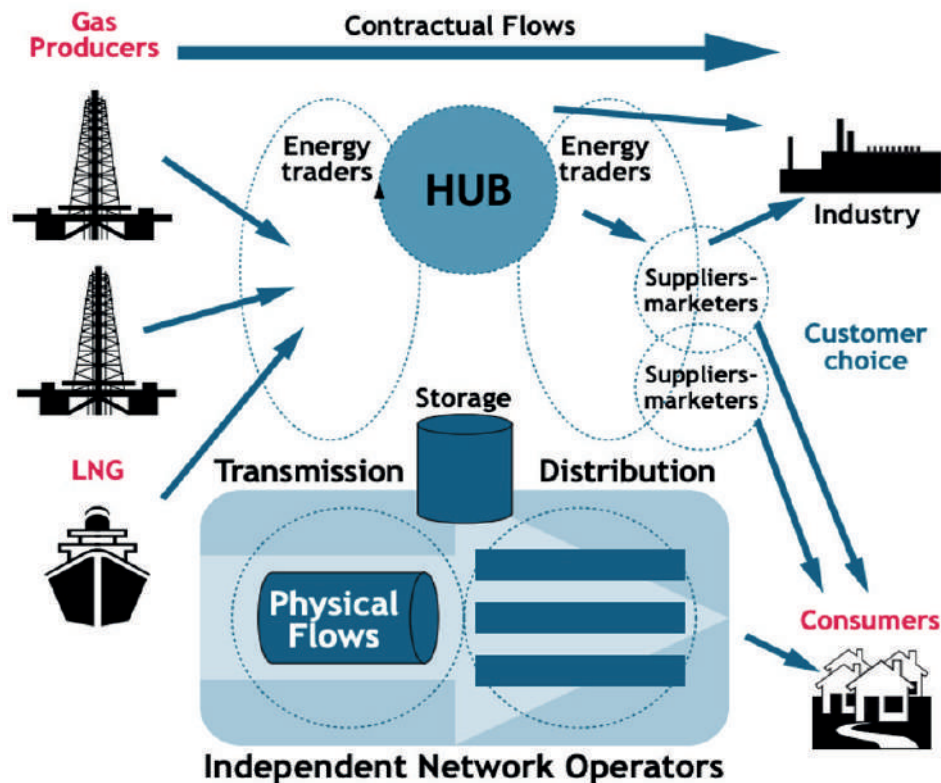 Gas
Producers
Contractual Flows
Energy
traders
HUB
Energy
traders
Industry
Suppliers-
marketers
Customer
choice
Suppliers-
marketers
Storage
LNG
Transmission
Distribution
Physical
Flows
Consumers
Independent Network Operators